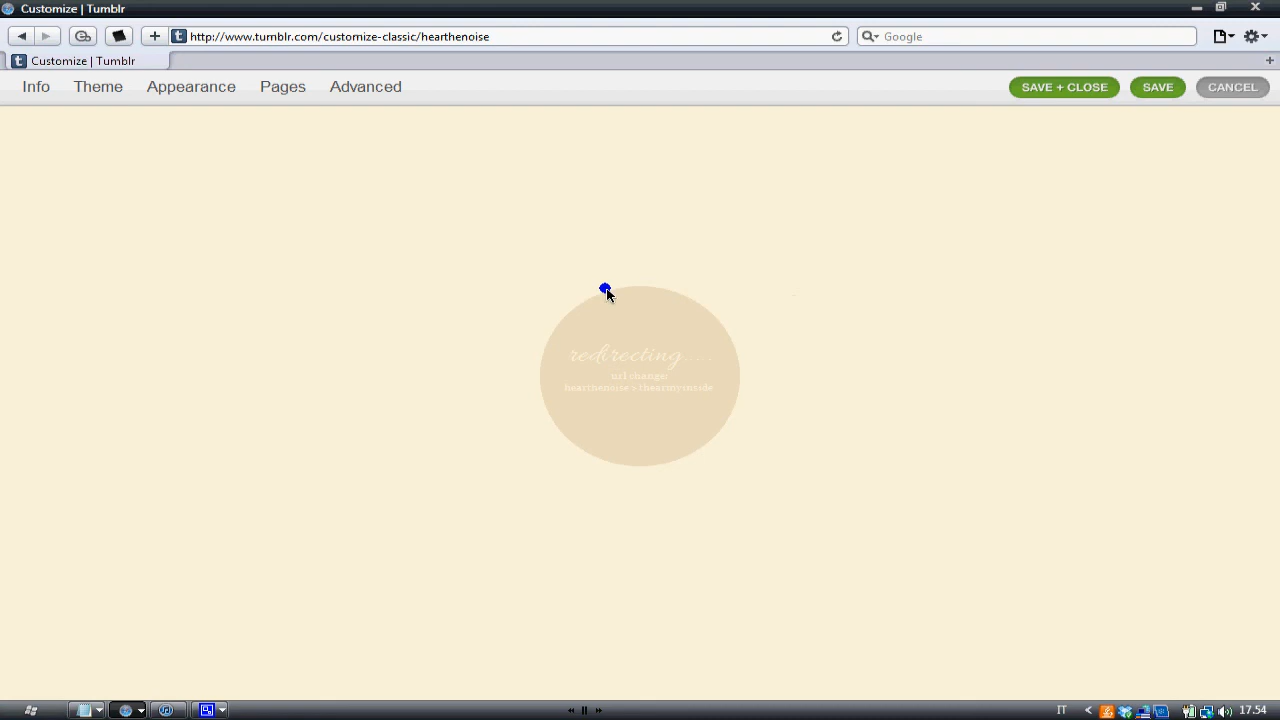 Customize | Tumblr
http://www.tumblr.com/customize-classic/hearthenoise
Google
Customize | Tumblr
Info Theme Appearance Pages Advanced
SAVE + CLOSE SAVE CANCEL
redirecting......
url change:
hearthenoise > ihearmyinside
IT < 17.54